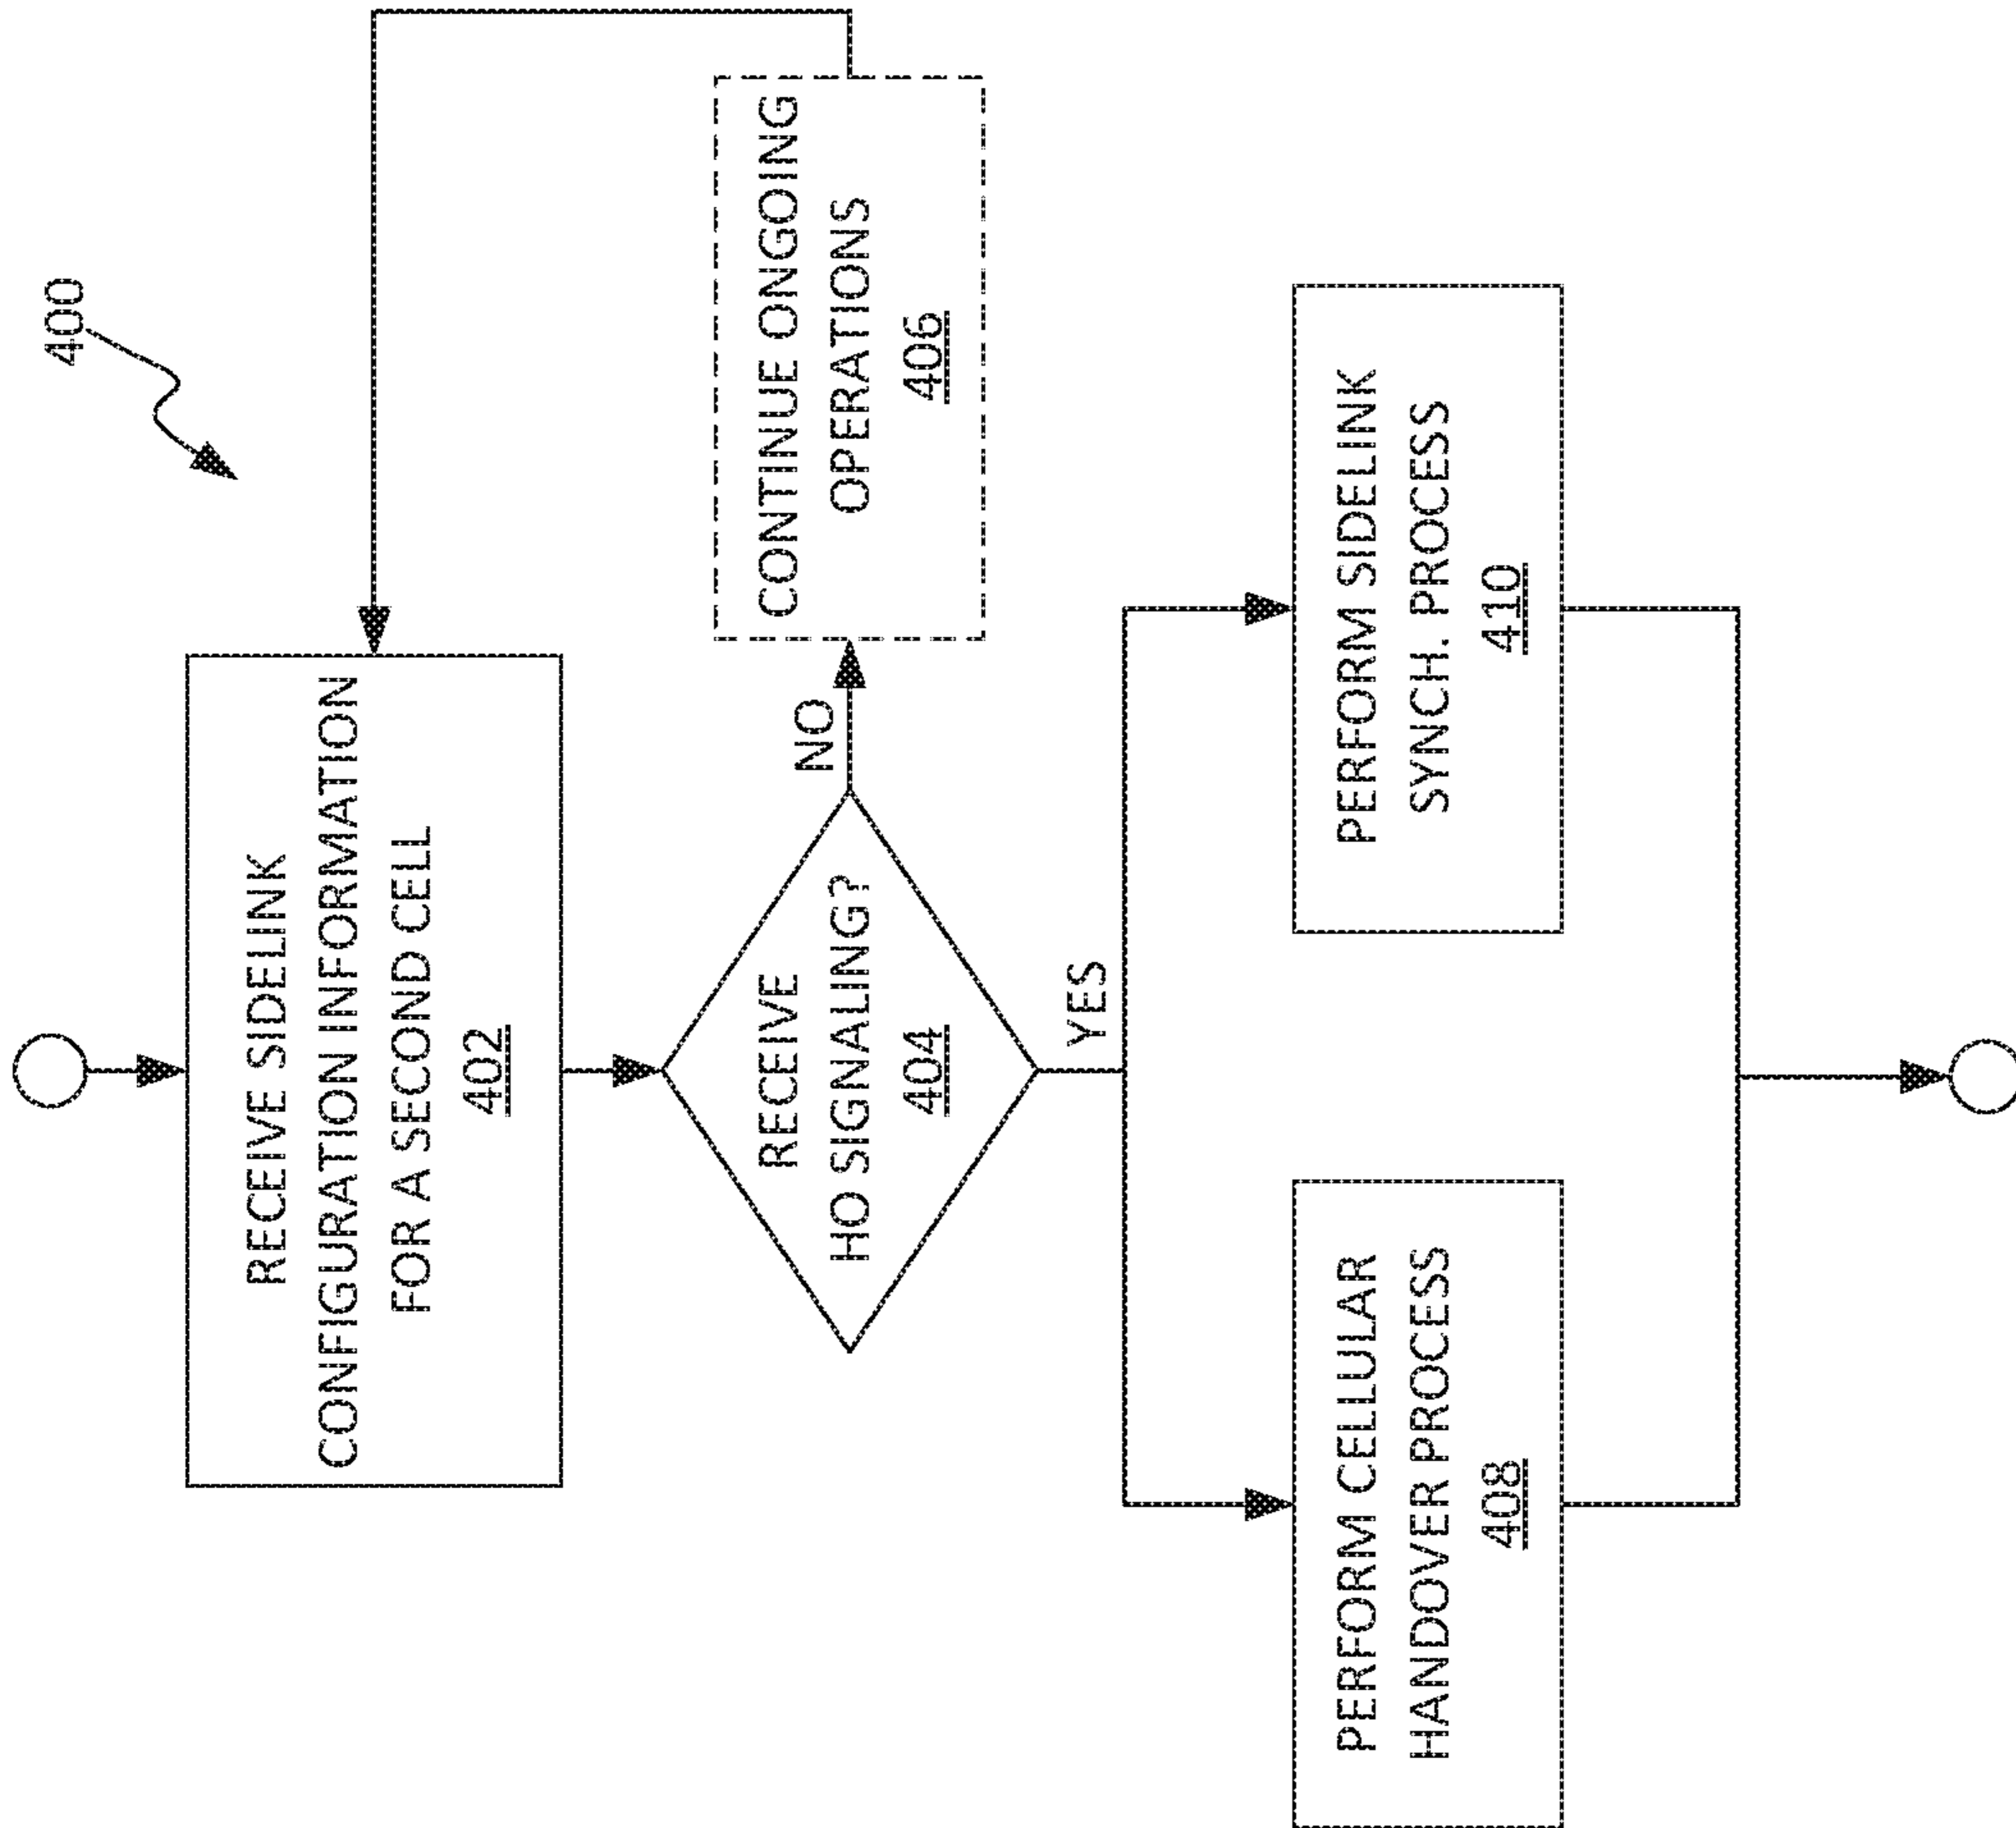 400
RECEIVE SIDELINK
CONFIGURATION INFORMATION
FOR A SECOND CELL
402
RECEIVE
HO SIGNALING?
404
NO
CONTINUE ONGOING
OPERATIONS
406
YES
PERFORM CELLULAR
HANDOVER PROCESS
408
PERFORM SIDELINK
SYNCH. PROCESS
410